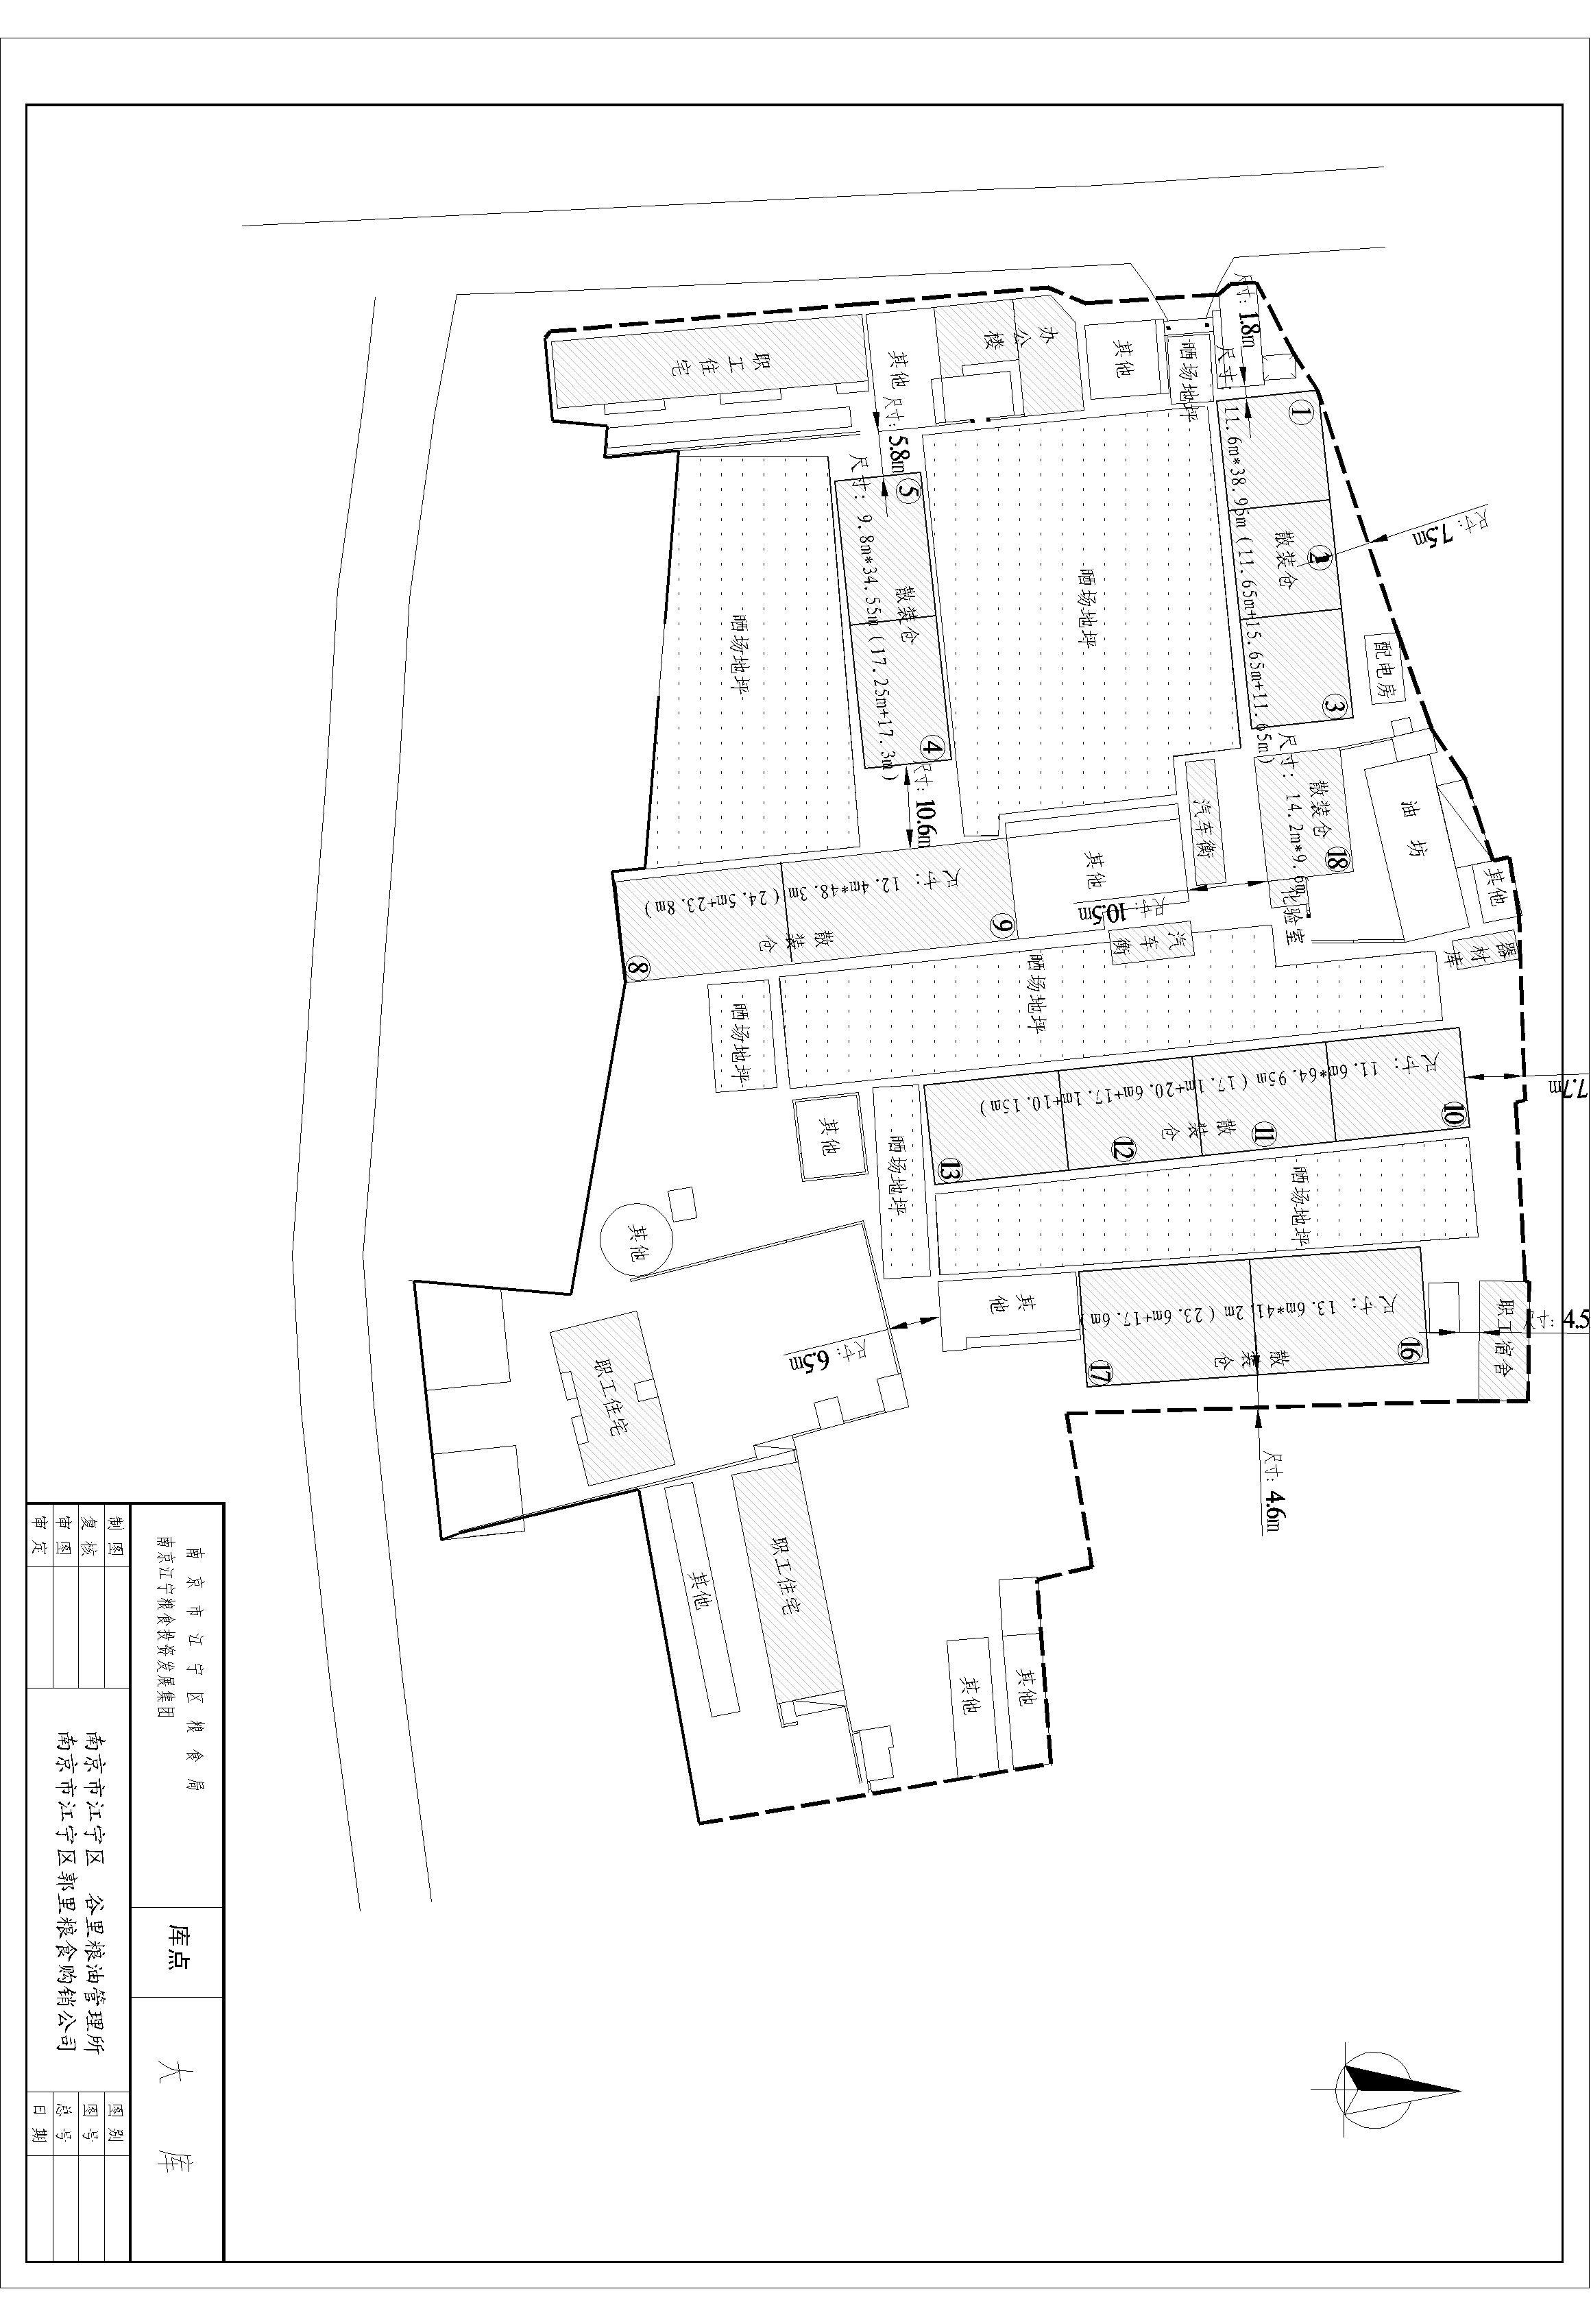 尺寸: 1.8m
办公楼
其他
晒场地坪
职工住宅
其他
尺寸: 5.8m
①
尺寸: 11.6m*38.95m (11.65m+15.65m+11.65m)
散装仓
②
③
尺寸: 7.5m
配电房
⑤
尺寸: 9.8m*34.55m (17.25m+17.3m)
散装仓
④
晒场地坪
晒场地坪
尺寸: 10.6m
尺寸: 14.2m*9.6m
散装仓
⑱
化验室
油坊
其他
器材库
汽车衡
其他
尺寸: 10.5m
汽车衡
尺寸: 12.4m*48.3m (24.5m+23.8m)
散装仓
⑨
⑧
晒场地坪
晒场地坪
尺寸: 11.6m*64.95m (17.1m+20.6m+17.1m+10.15m)
散装仓
⑩
⑪
⑫
⑬
7.7m
其他
晒场地坪
晒场地坪
其他
其他
尺寸: 13.6m*41.2m (23.6m+17.6m)
散装仓
⑯
⑰
职工宿舍
尺寸: 4.5
尺寸: 6.5m
尺寸: 4.6m
职工住宅
职工住宅
其他
其他
其他
南京市江宁区粮食局
南京江宁粮食投资发展集团
库点
大库
制图
复核
审图
审定
南京市江宁区 谷里粮油管理所
南京市江宁区郭里粮食购销公司
图别
图号
总号
日期